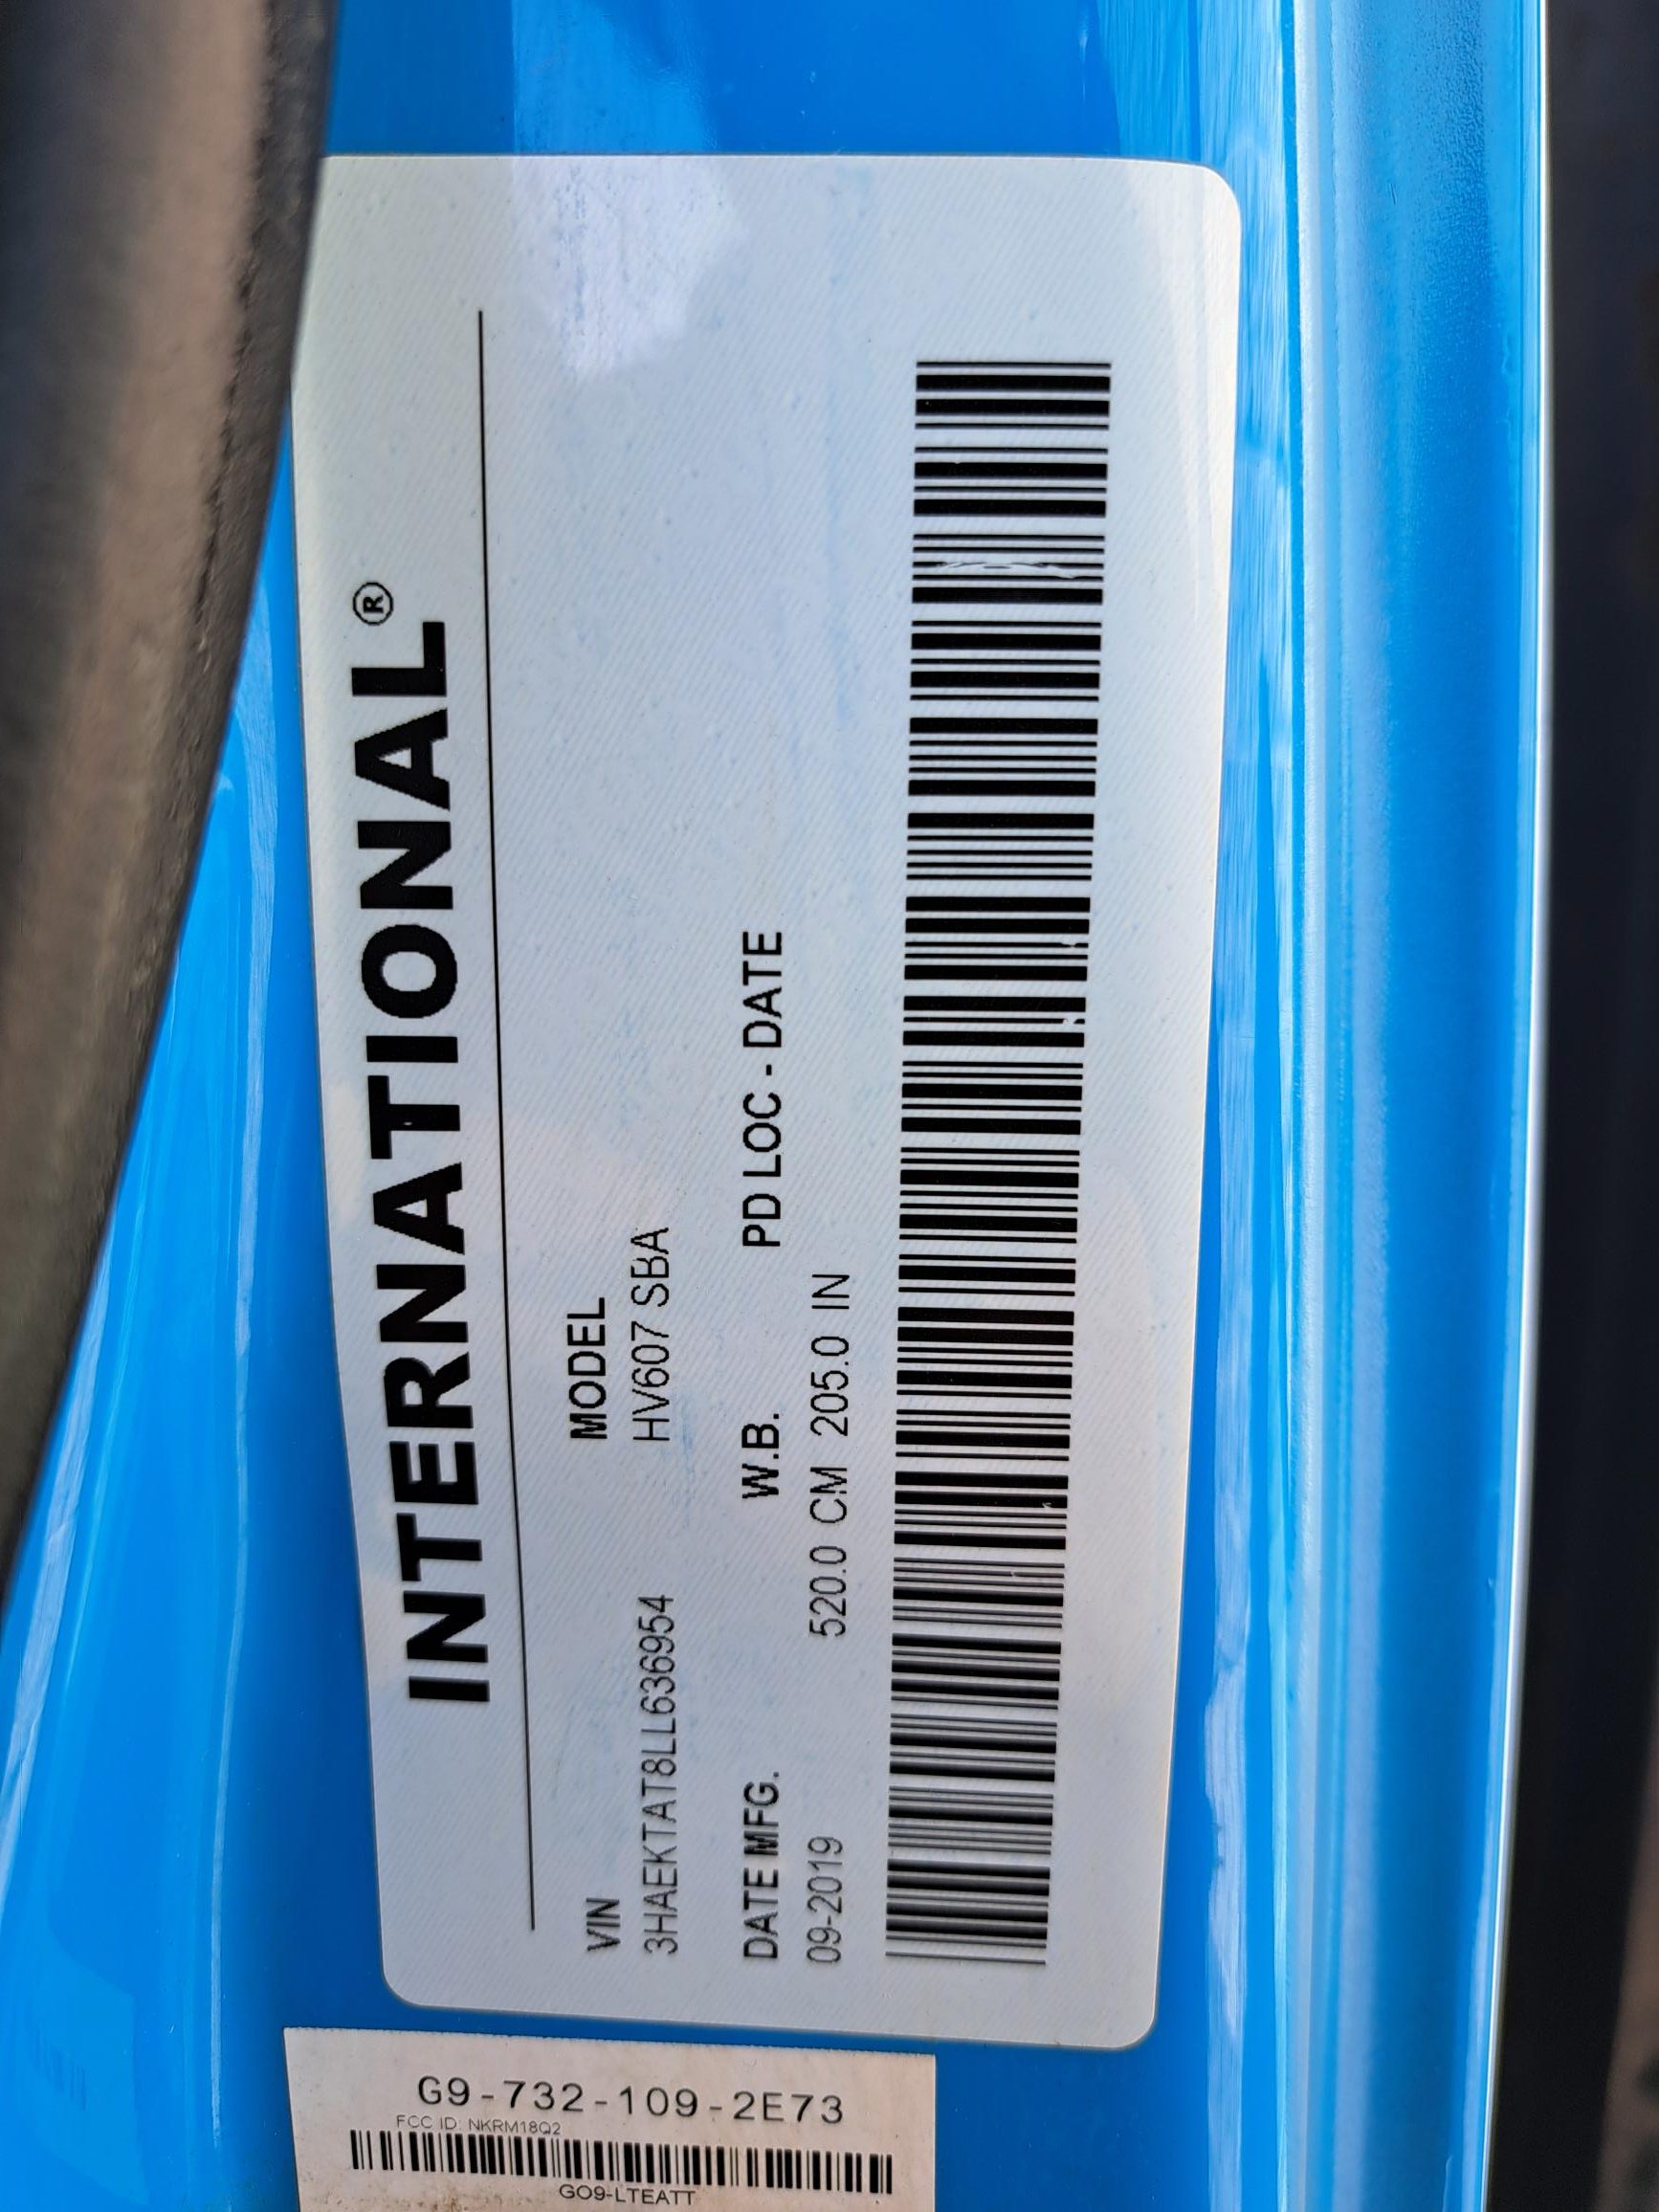 INTERNATIONAL®
VIN MODEL
3HAEKTAT8LL636954 HV607 SBA
DATE MFG. W.B. PD LOC - DATE
09-2019 520.0 CM 205.0 IN
G9-732-109-2E73
FCC ID: NKRM18Q2
GO9-LTEATT